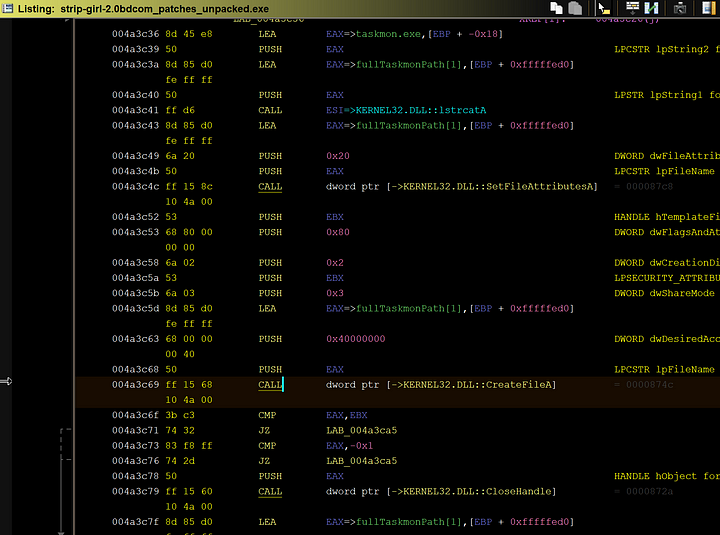 Listing: strip-girl-2.0bdcom_patches_unpacked.exe
LAB_004a3c36 XREF[1]: 004a3c20(j)
004a3c36 8d 45 e8 LEA EAX=>taskmon.exe,[EBP + -0x18]
004a3c39 50 PUSH EAX LPCSTR lpString2 f
004a3c3a 8d 85 d0 LEA EAX=>fullTaskmonPath[1],[EBP + 0xfffffed0]
fe ff ff
004a3c40 50 PUSH EAX LPSTR lpString1 fo
004a3c41 ff d6 CALL ESI=>KERNEL32.DLL::lstrcatA
004a3c43 8d 85 d0 LEA EAX=>fullTaskmonPath[1],[EBP + 0xfffffed0]
fe ff ff
004a3c49 6a 20 PUSH 0x20 DWORD dwFileAttrib
004a3c4b 50 PUSH EAX LPCSTR lpFileName
004a3c4c ff 15 8c CALL dword ptr [->KERNEL32.DLL::SetFileAttributesA] = 000087c8
10 4a 00
004a3c52 53 PUSH EBX HANDLE hTemplateFi
004a3c53 68 80 00 PUSH 0x80 DWORD dwFlagsAndAt
00 00
004a3c58 6a 02 PUSH 0x2 DWORD dwCreationDi
004a3c5a 53 PUSH EBX LPSECURITY_ATTRIBU
004a3c5b 6a 03 PUSH 0x3 DWORD dwShareMode
004a3c5d 8d 85 d0 LEA EAX=>fullTaskmonPath[1],[EBP + 0xfffffed0]
fe ff ff
004a3c63 68 00 00 PUSH 0x40000000 DWORD dwDesiredAcc
00 40
004a3c68 50 PUSH EAX LPCSTR lpFileName
004a3c69 ff 15 68 CALL dword ptr [->KERNEL32.DLL::CreateFileA] = 0000874c
10 4a 00
004a3c6f 3b c3 CMP EAX,EBX
004a3c71 74 32 JZ LAB_004a3ca5
004a3c73 83 f8 ff CMP EAX,-0x1
004a3c76 74 2d JZ LAB_004a3ca5
004a3c78 50 PUSH EAX HANDLE hObject for
004a3c79 ff 15 60 CALL dword ptr [->KERNEL32.DLL::CloseHandle] = 0000872a
10 4a 00
004a3c7f 8d 85 d0 LEA EAX=>fullTaskmonPath[1],[EBP + 0xfffffed0]